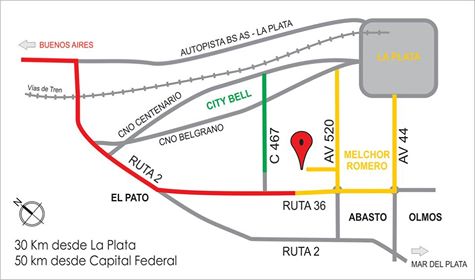 BUENOS AIRES
AUTOPISTA BS AS - LA PLATA
LA PLATA
Vías de Tren
CNO CENTENARIO
CITY BELL
CNO BELGRANO
C 467
AV 520
AV 44
MELCHOR
ROMERO
RUTA 2
EL PATO
RUTA 36
ABASTO
OLMOS
N
RUTA 2
MAR DEL PLATA
30 Km desde La Plata
50 km desde Capital Federal